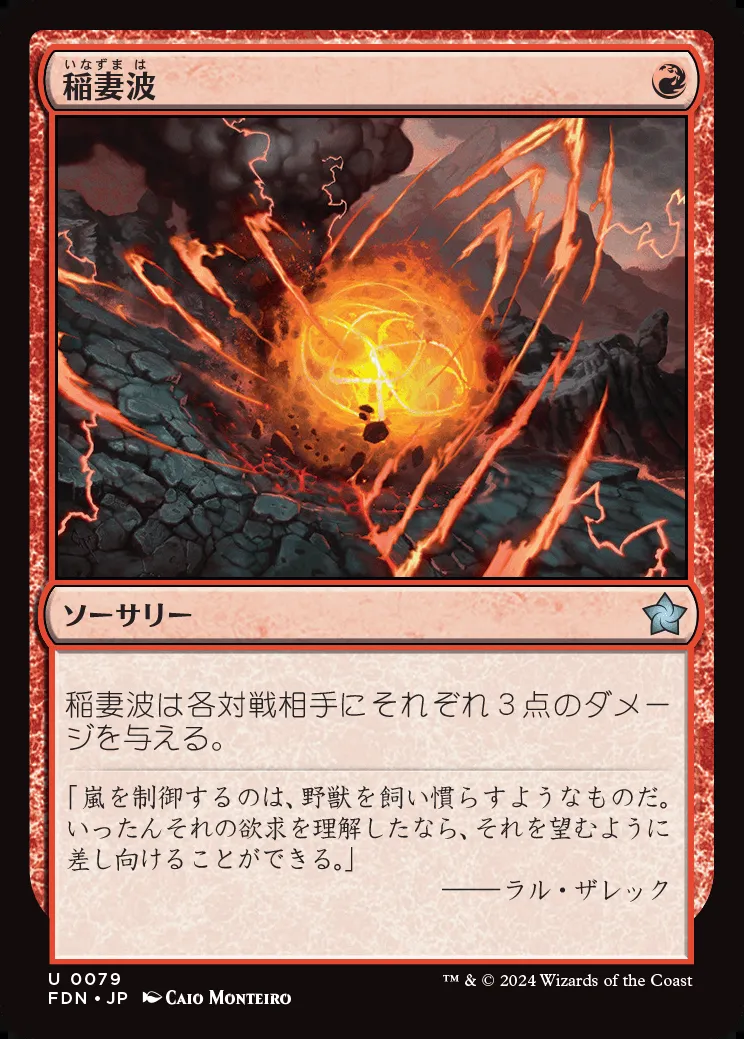 いなずま は
稲妻波
ソーサリー
稲妻波は各対戦相手にそれぞれ３点のダメー
ジを与える。
「嵐を制御するのは、野獣を飼い慣らすようなものだ。
いったんそれの欲求を理解したなら、それを望むように
差し向けることができる。」
——ラル・ザレック
U 0079
™ & © 2024 Wizards of the Coast
FDN • JP Caio Monteiro